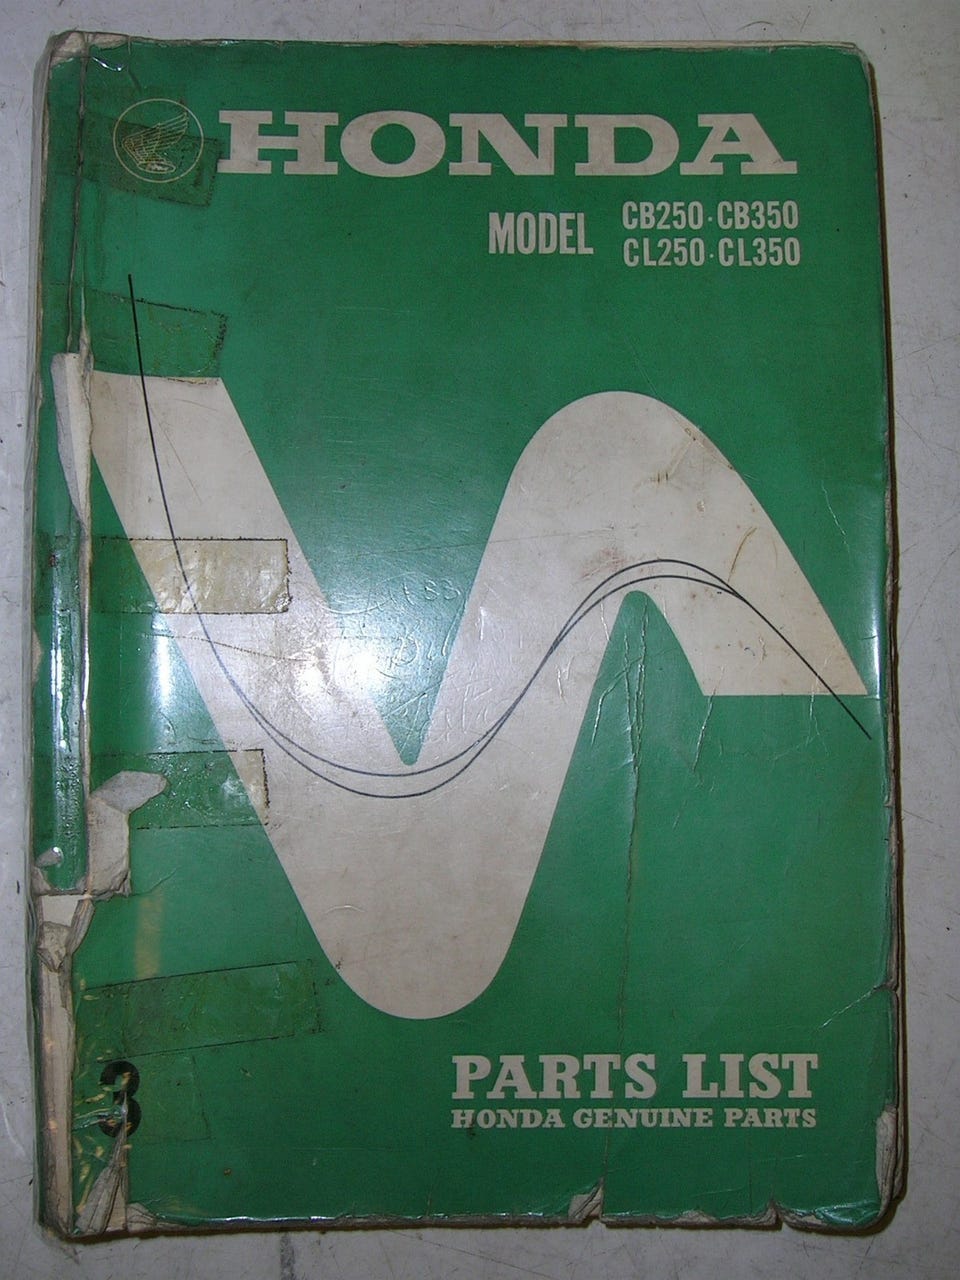 HONDA
MODEL CB250·CB350
CL250·CL350
PARTS LIST
HONDA GENUINE PARTS
3